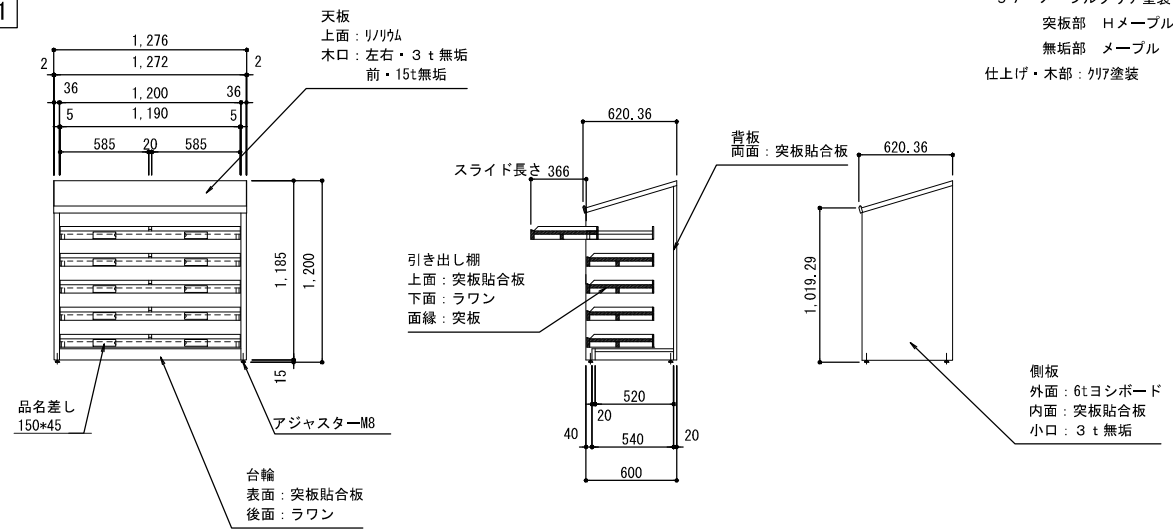 1
天板
上面：リノリウム
木口：左右・３ｔ無垢
前・15t無垢
突板部　Ｈメープル
無垢部　メープル
仕上げ・木部：クリア塗装
1,276
2 1,272 2
36 1,200 36
5 1,190 5
585 20 585
1,185
1,200
15
品名差し
150*45
アジャスターM8
台輪
表面：突板貼合板
後面：ラワン
620.36
スライド長さ 366
背板
両面：突板貼合板
引き出し棚
上面：突板貼合板
下面：ラワン
面縁：突板
520
20
40 540 20
600
620.36
1,019.29
側板
外面：6tヨシボード
内面：突板貼合板
小口：３ｔ無垢